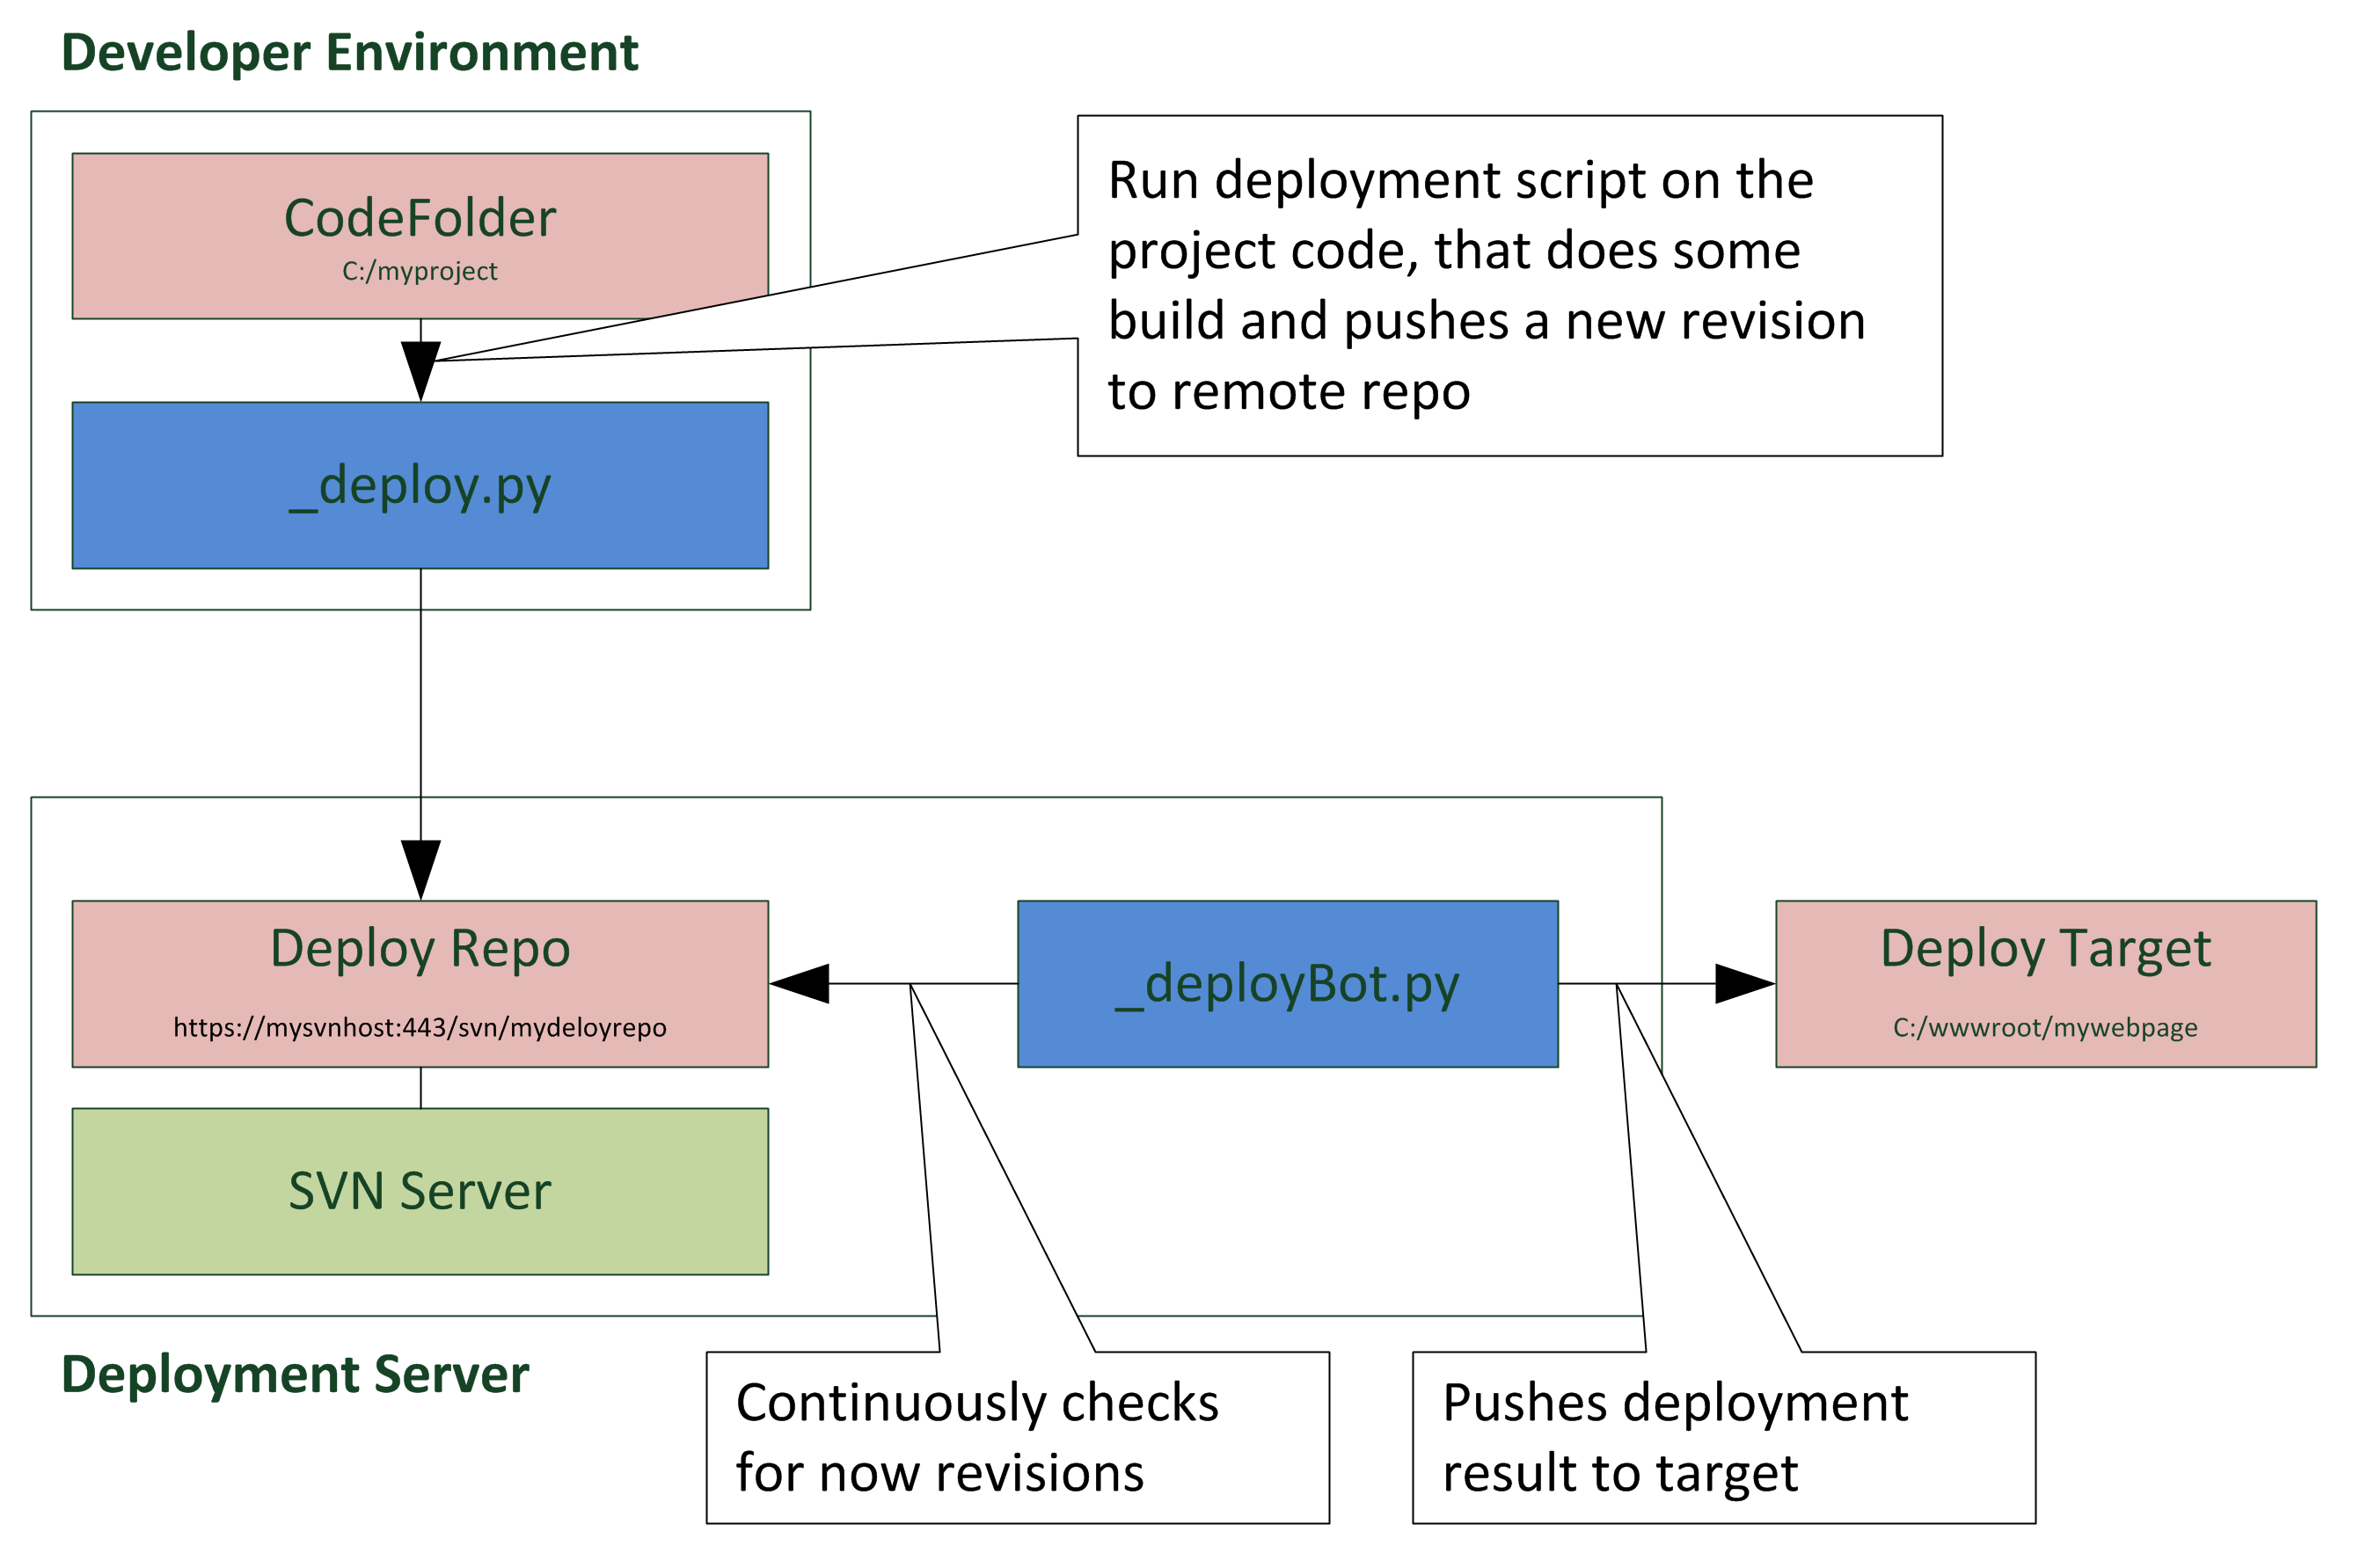 Developer Environment
CodeFolder
C:/myproject
Run deployment script on the
project code, that does some
build and pushes a new revision
to remote repo
_deploy.py
Deploy Repo
https://mysvnhost:443/svn/mydeloyrepo
_deployBot.py
Deploy Target
C:/wwwroot/mywebpage
SVN Server
Deployment Server
Continuously checks
for now revisions
Pushes deployment
result to target